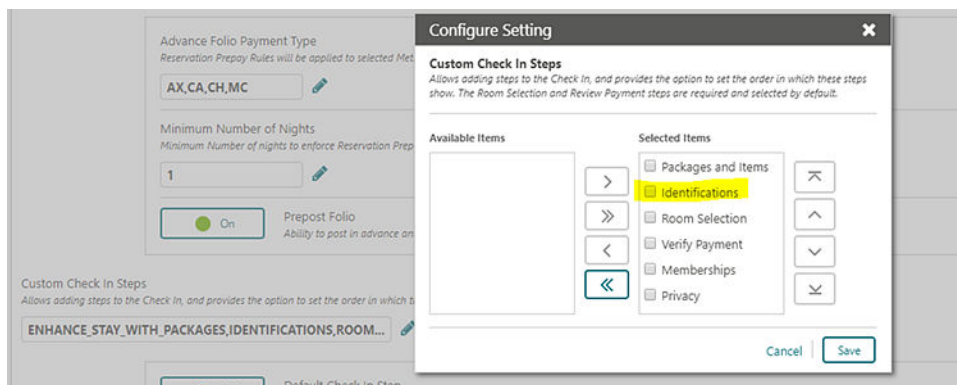 Advance Folio Payment Type
Reservation Prepay Rules will be applied to selected Met
AX,CA,CH,MC
Minimum Number of Nights
Minimum Number of nights to enforce Reservation Prep
1
On
Prepost Folio
Ability to post in advance an
Custom Check In Steps
Allows adding steps to the Check In, and provides the option to set the order in which t
ENHANCE_STAY_WITH_PACKAGES,IDENTIFICATIONS,ROOM...
Default Check In Step
Configure Setting
Custom Check In Steps
Allows adding steps to the Check In, and provides the option to set the order in which these steps
show. The Room Selection and Review Payment steps are required and selected by default.
Available Items
Selected Items
Packages and Items
Identifications
Room Selection
Verify Payment
Memberships
Privacy
Cancel
Save